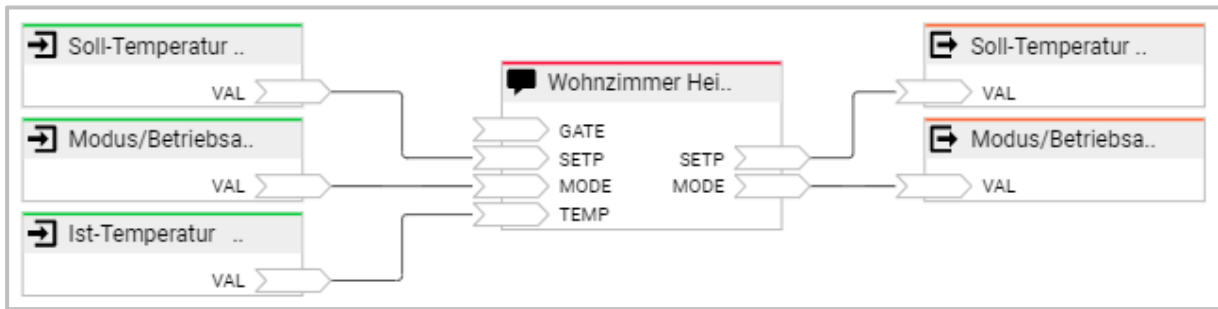 Soll-Temperatur ..
VAL
Modus/Betriebsa..
VAL
Ist-Temperatur ..
VAL
Wohnzimmer Hei..
GATE
SETP SETP
MODE MODE
TEMP
Soll-Temperatur ..
VAL
Modus/Betriebsa..
VAL